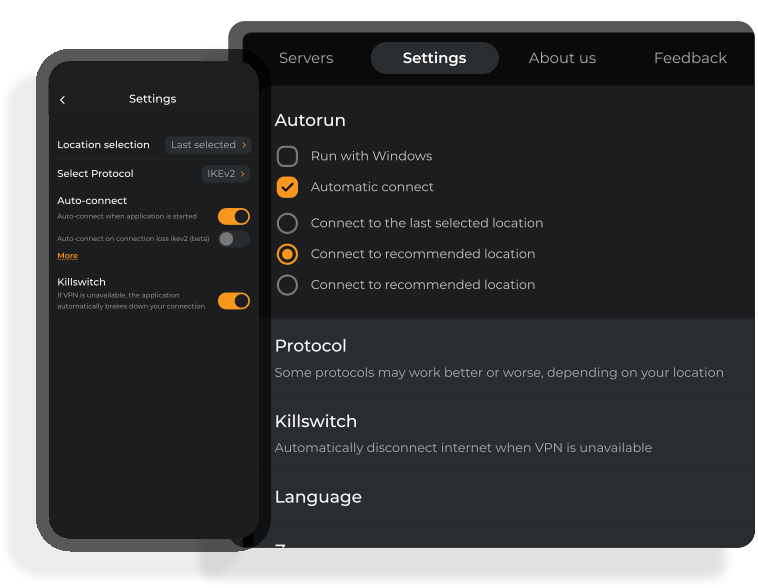 Settings
Location selection Last selected
Select Protocol IKEv2
Auto-connect
Auto-connect when application is started
Auto-connect on connection loss ikev2 (beta)
More
Killswitch
If VPN is unavailable, the application
automatically brakes down your connection
Servers Settings About us Feedback
Autorun
Run with Windows
Automatic connect
Connect to the last selected location
Connect to recommended location
Connect to recommended location
Protocol
Some protocols may work better or worse, depending on your location
Killswitch
Automatically disconnect internet when VPN is unavailable
Language